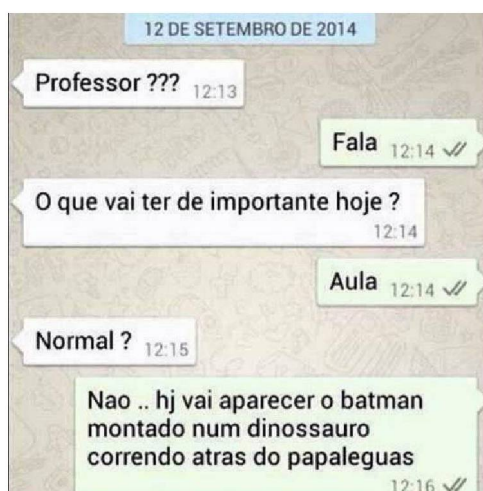 12 DE SETEMBRO DE 2014
Professor ??? 12:13
Fala 12:14
O que vai ter de importante hoje ?
12:14
Aula 12:14
Normal ? 12:15
Nao .. hj vai aparecer o batman
montado num dinossauro
correndo atras do papaleguas
12:16